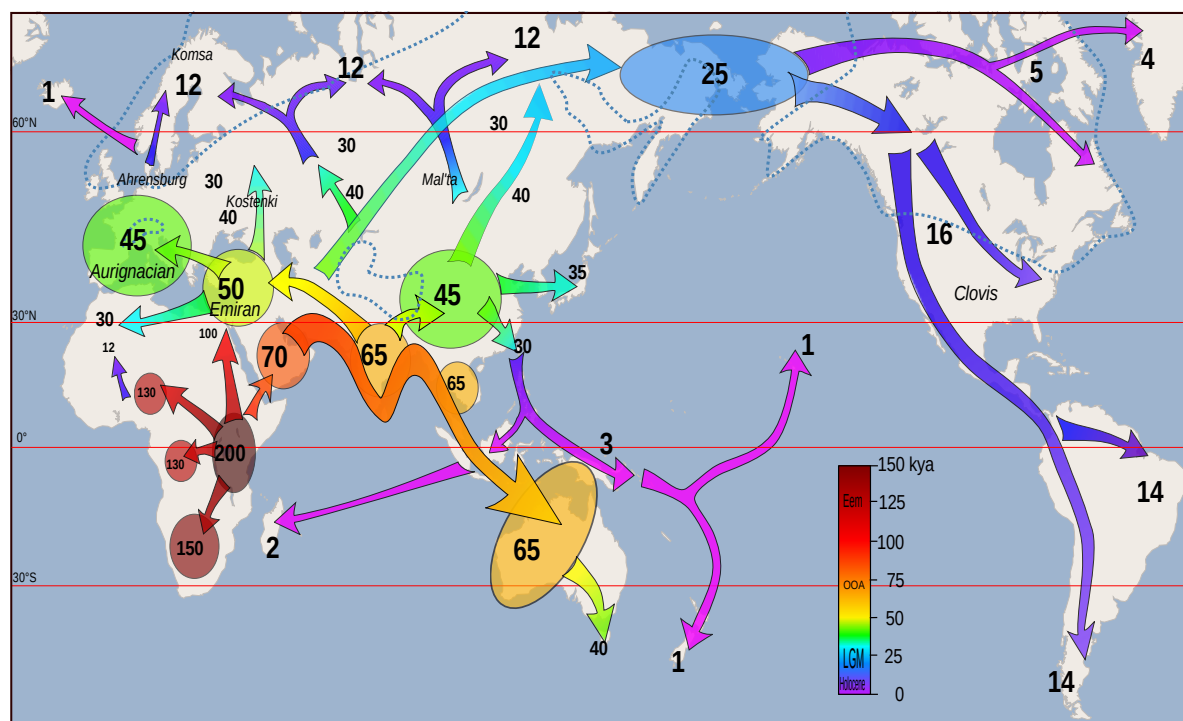 4
12
Komsa
12
5
12
25
1
60°N
30
30
Ahrensburg
30
Mal'ta
40
40
Kostenki
40
45
16
Aurignacian
35
50
45
Clovis
Emiran
30
30°N
100
1
30
12
70
65
65
130
0°
200
3
130
150 kya
Eem
125
14
2
150
65
100
30°S
OOA
75
50
40
1
LGM
25
14
Holocene
0